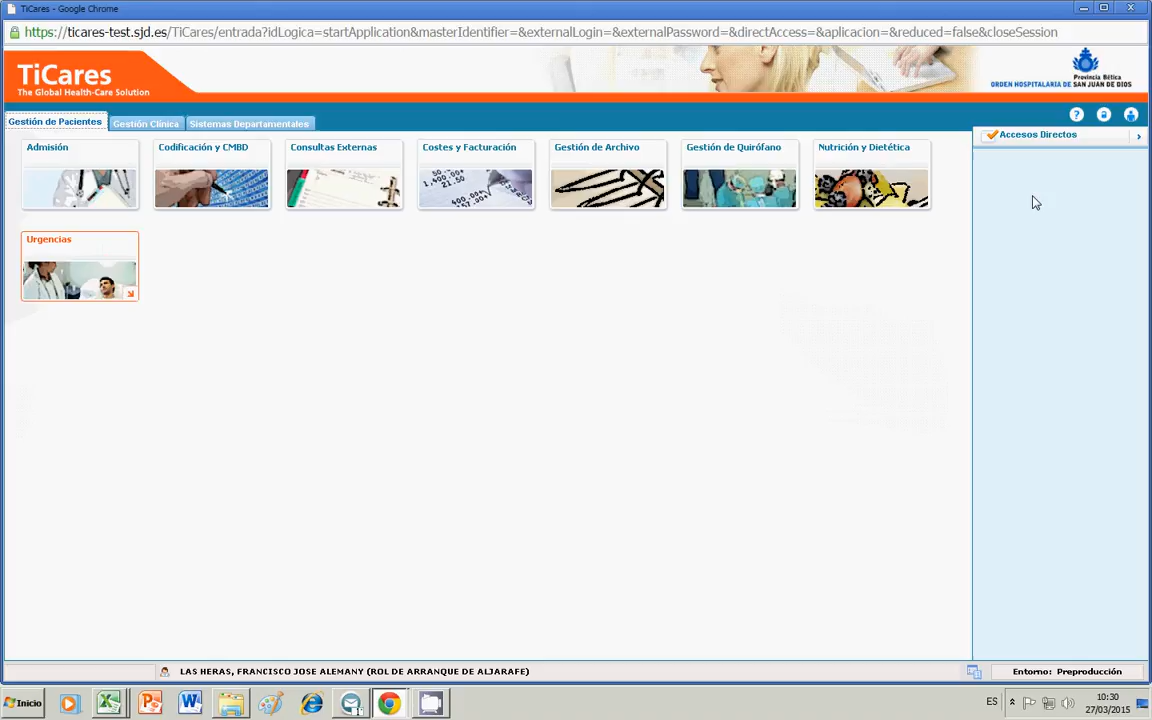 TiCares - Google Chrome
https://ticares-test.sjd.es/TiCares/entrada?idLogica=startApplication&masterIdentifier=&externalLogin=&externalPassword=&directAccess=&aplicacion=&reduced=false&closeSession
TiCares
The Global Health-Care Solution
Provincia Bética
ORDEN HOSPITALARIA DE SAN JUAN DE DIOS
Gestión de Pacientes Gestión Clínica Sistemas Departamentales
Accesos Directos
Admisión Codificación y CMBD Consultas Externas Costes y Facturación Gestión de Archivo Gestión de Quirófano Nutrición y Dietética
Urgencias
LAS HERAS, FRANCISCO JOSE ALEMANY (ROL DE ARRANQUE DE ALJARAFE)
Entorno: Preproducción
Inicio
ES
10:30
27/03/2015